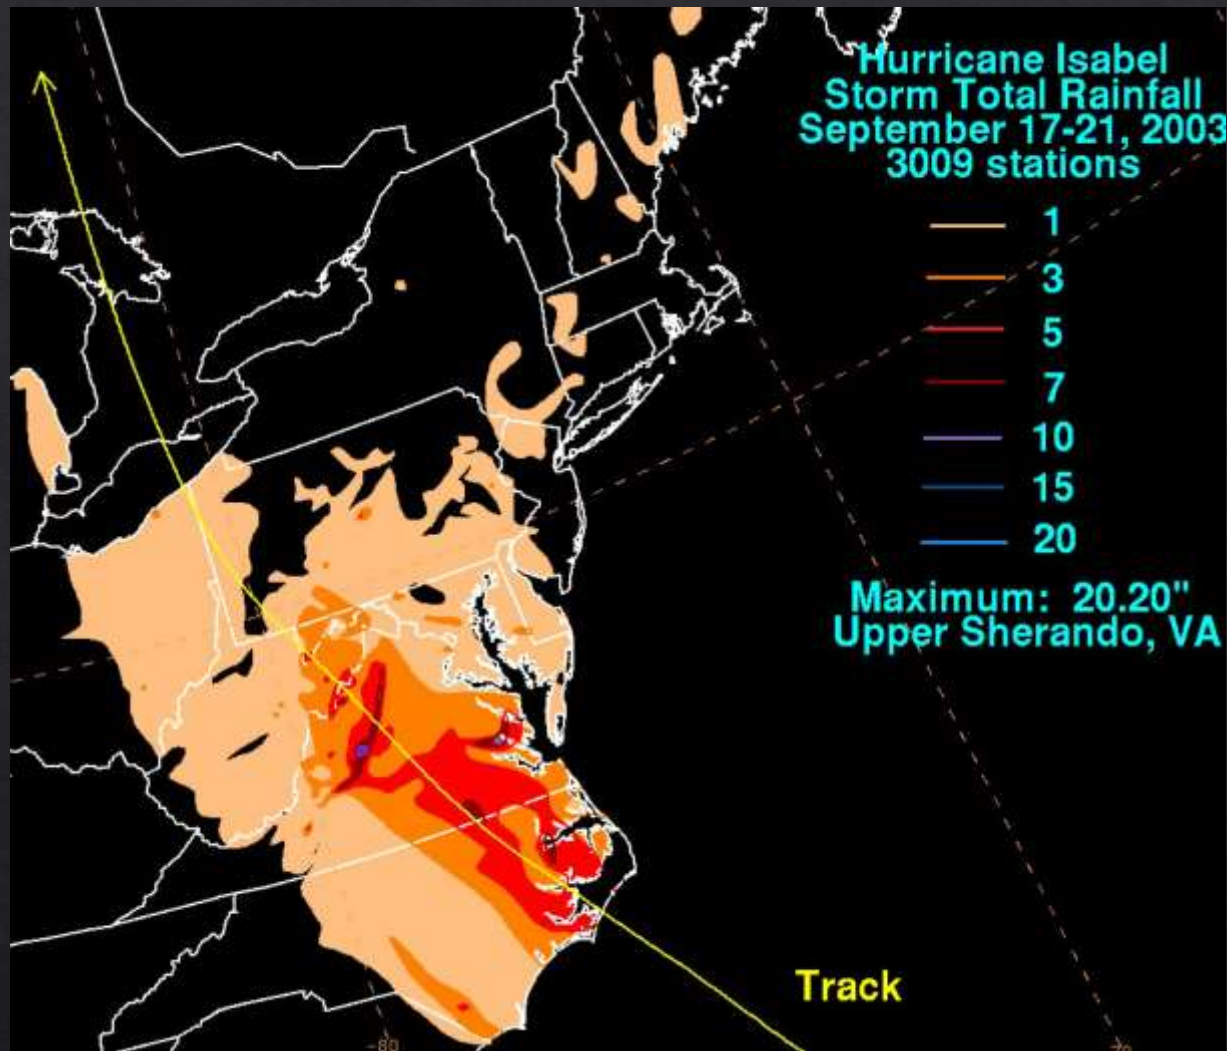 Hurricane Isabel
Storm Total Rainfall
September 17-21, 2003
3009 stations
1
3
5
7
10
15
20
Maximum: 20.20"
Upper Sherando, VA
Track
-80